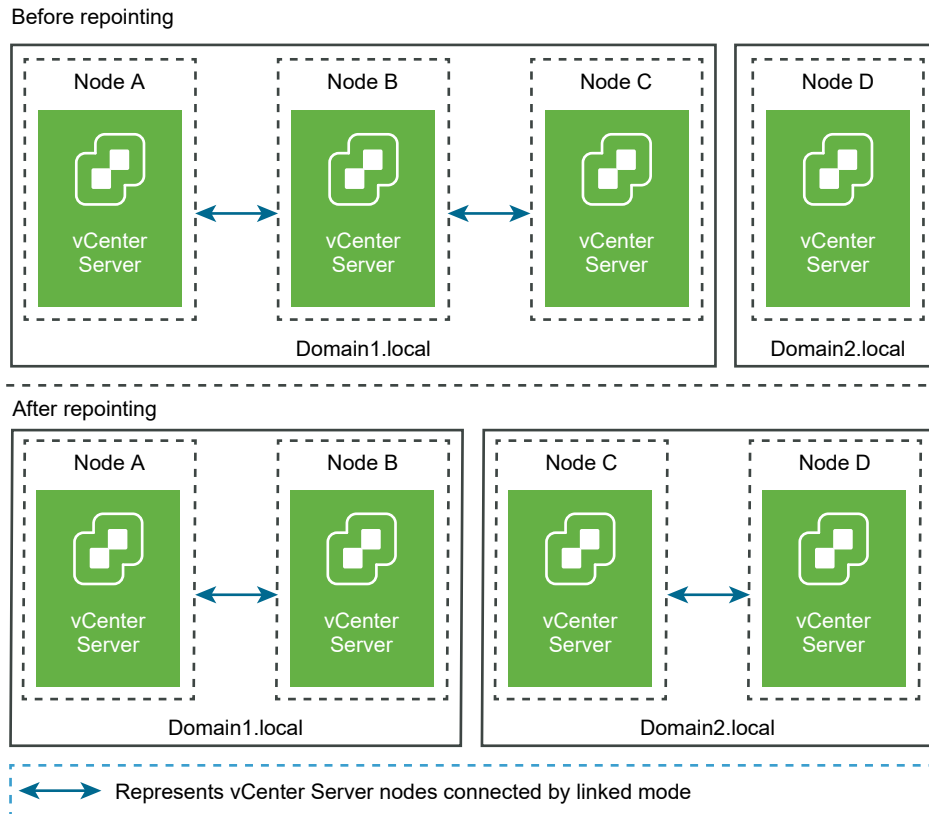 Before repointing
Node A
Node B
Node C
Node D
vCenter
Server
vCenter
Server
vCenter
Server
vCenter
Server
Domain1.local
Domain2.local
After repointing
Node A
Node B
Node C
Node D
vCenter
Server
vCenter
Server
vCenter
Server
vCenter
Server
Domain1.local
Domain2.local
Represents vCenter Server nodes connected by linked mode